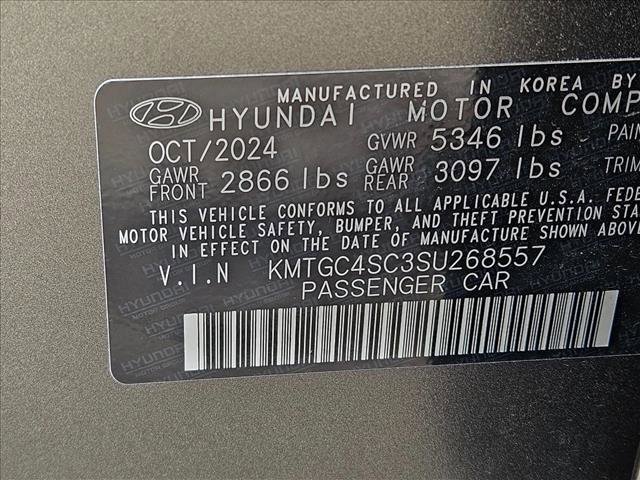 MANUFACTURED IN KOREA BY
HYUNDAI MOTOR COMP
OCT/2024 GVWR 5346 lbs PAIN
GAWR FRONT 2866 lbs GAWR REAR 3097 lbs TRIM
THIS VEHICLE CONFORMS TO ALL APPLICABLE U.S.A. FEDE
MOTOR VEHICLE SAFETY, BUMPER, AND THEFT PREVENTION STA
IN EFFECT ON THE DATE OF MANUFACTURE SHOWN ABOVE
V.I.N KMTGC4SC3SU268557
PASSENGER CAR